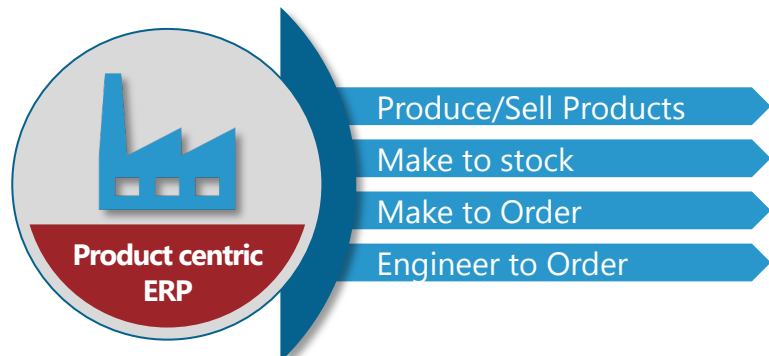 Product centric
ERP
Produce/Sell Products
Make to stock
Make to Order
Engineer to Order